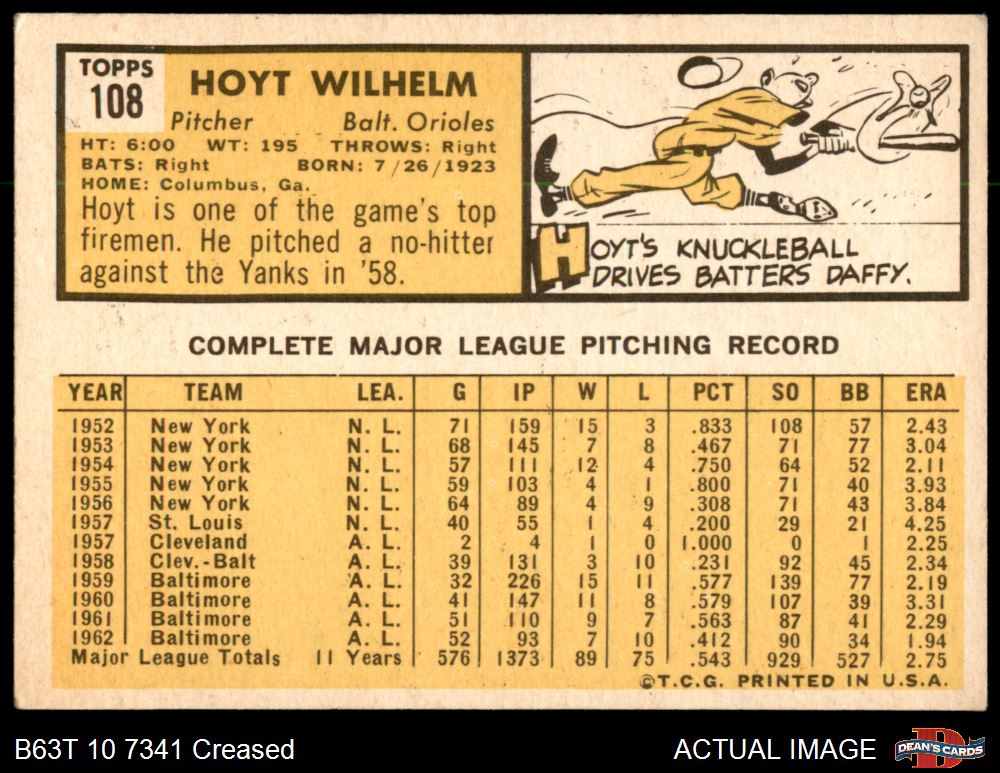 TOPPS
108
HOYT WILHELM
Pitcher Balt. Orioles
HT: 6:00 WT: 195 THROWS: Right
BATS: Right BORN: 7/26/1923
HOME: Columbus, Ga.
Hoyt is one of the game's top
firemen. He pitched a no-hitter
against the Yanks in '58.
HOYT'S KNUCKLEBALL
DRIVES BATTERS DAFFY.
COMPLETE MAJOR LEAGUE PITCHING RECORD
YEAR TEAM LEA. G IP W L PCT SO BB ERA
1952 New York N. L. 71 159 15 3 .833 108 57 2.43
1953 New York N. L. 68 145 7 8 .467 71 77 3.04
1954 New York N. L. 57 111 12 4 .750 64 52 2.11
1955 New York N. L. 59 103 4 1 .800 71 40 3.93
1956 New York N. L. 64 89 4 9 .308 71 43 3.84
1957 St. Louis N. L. 40 55 1 4 .200 29 21 4.25
1957 Cleveland A. L. 2 4 1 0 1.000 0 1 2.25
1958 Clev.-Balt A. L. 39 131 3 10 .231 92 45 2.34
1959 Baltimore A. L. 32 226 15 11 .577 139 77 2.19
1960 Baltimore A. L. 41 147 11 8 .579 107 39 3.31
1961 Baltimore A. L. 51 110 9 7 .563 87 41 2.29
1962 Baltimore A. L. 52 93 7 10 .412 90 34 1.94
Major League Totals 11 Years 576 1373 89 75 .543 929 527 2.75
©T.C.G. PRINTED IN U.S.A.
B63T 10 7341 Creased
ACTUAL IMAGE
DEAN'S CARDS